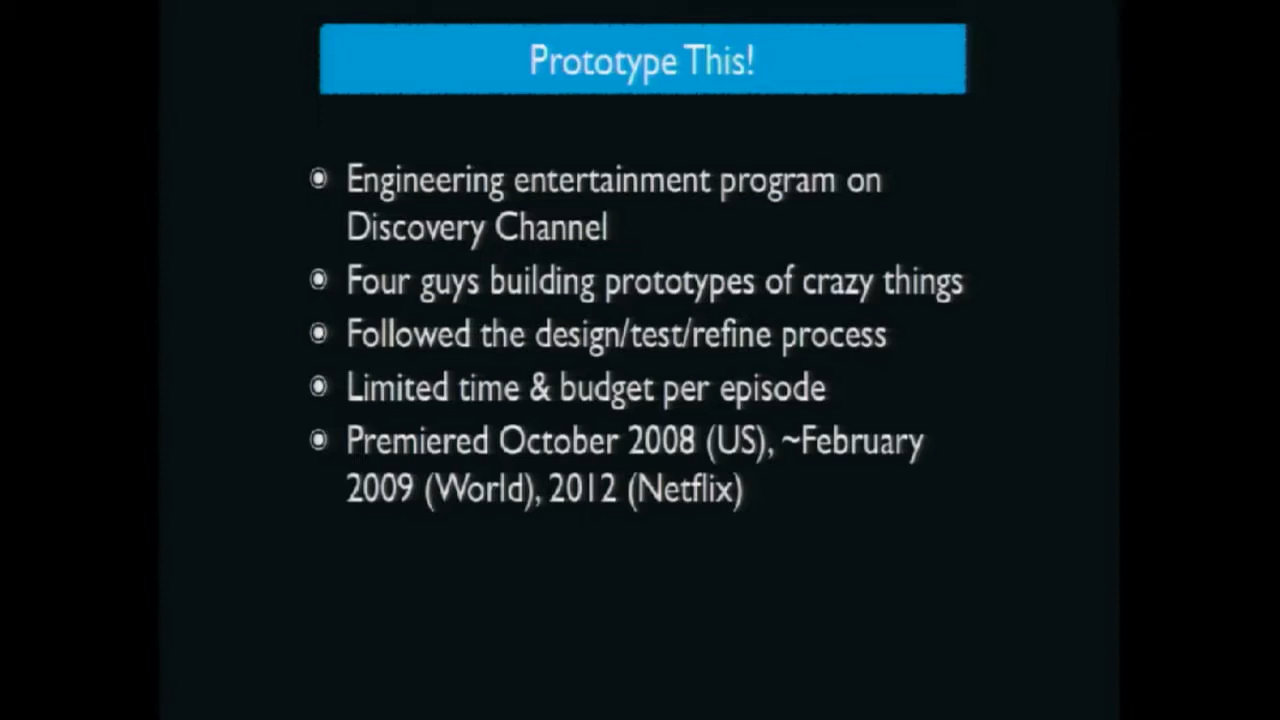 Prototype This!
Engineering entertainment program on
Discovery Channel
Four guys building prototypes of crazy things
Followed the design/test/refine process
Limited time & budget per episode
Premiered October 2008 (US), ~February
2009 (World), 2012 (Netflix)